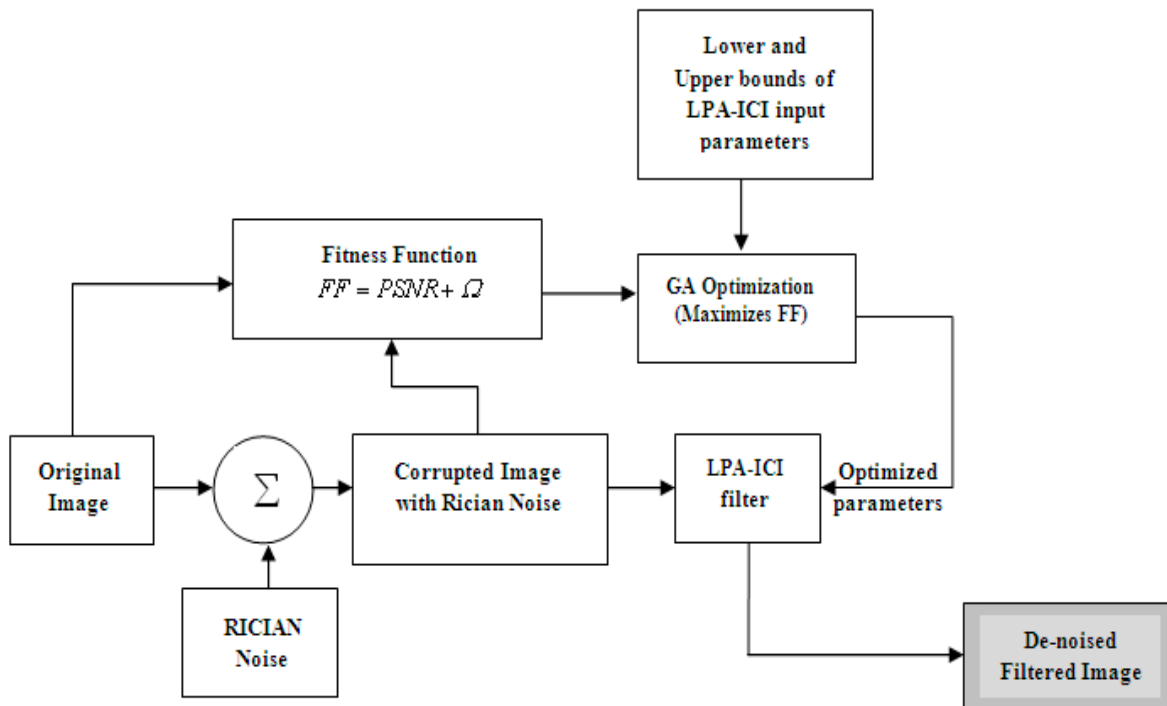 Lower and
Upper bounds of
LPA-ICI input
parameters
Fitness Function
FF = PSNR + Ω
GA Optimization
(Maximizes FF)
Original
Image
Σ
Corrupted Image
with Rician Noise
LPA-ICI
filter
Optimized
parameters
RICIAN
Noise
De-noised
Filtered Image